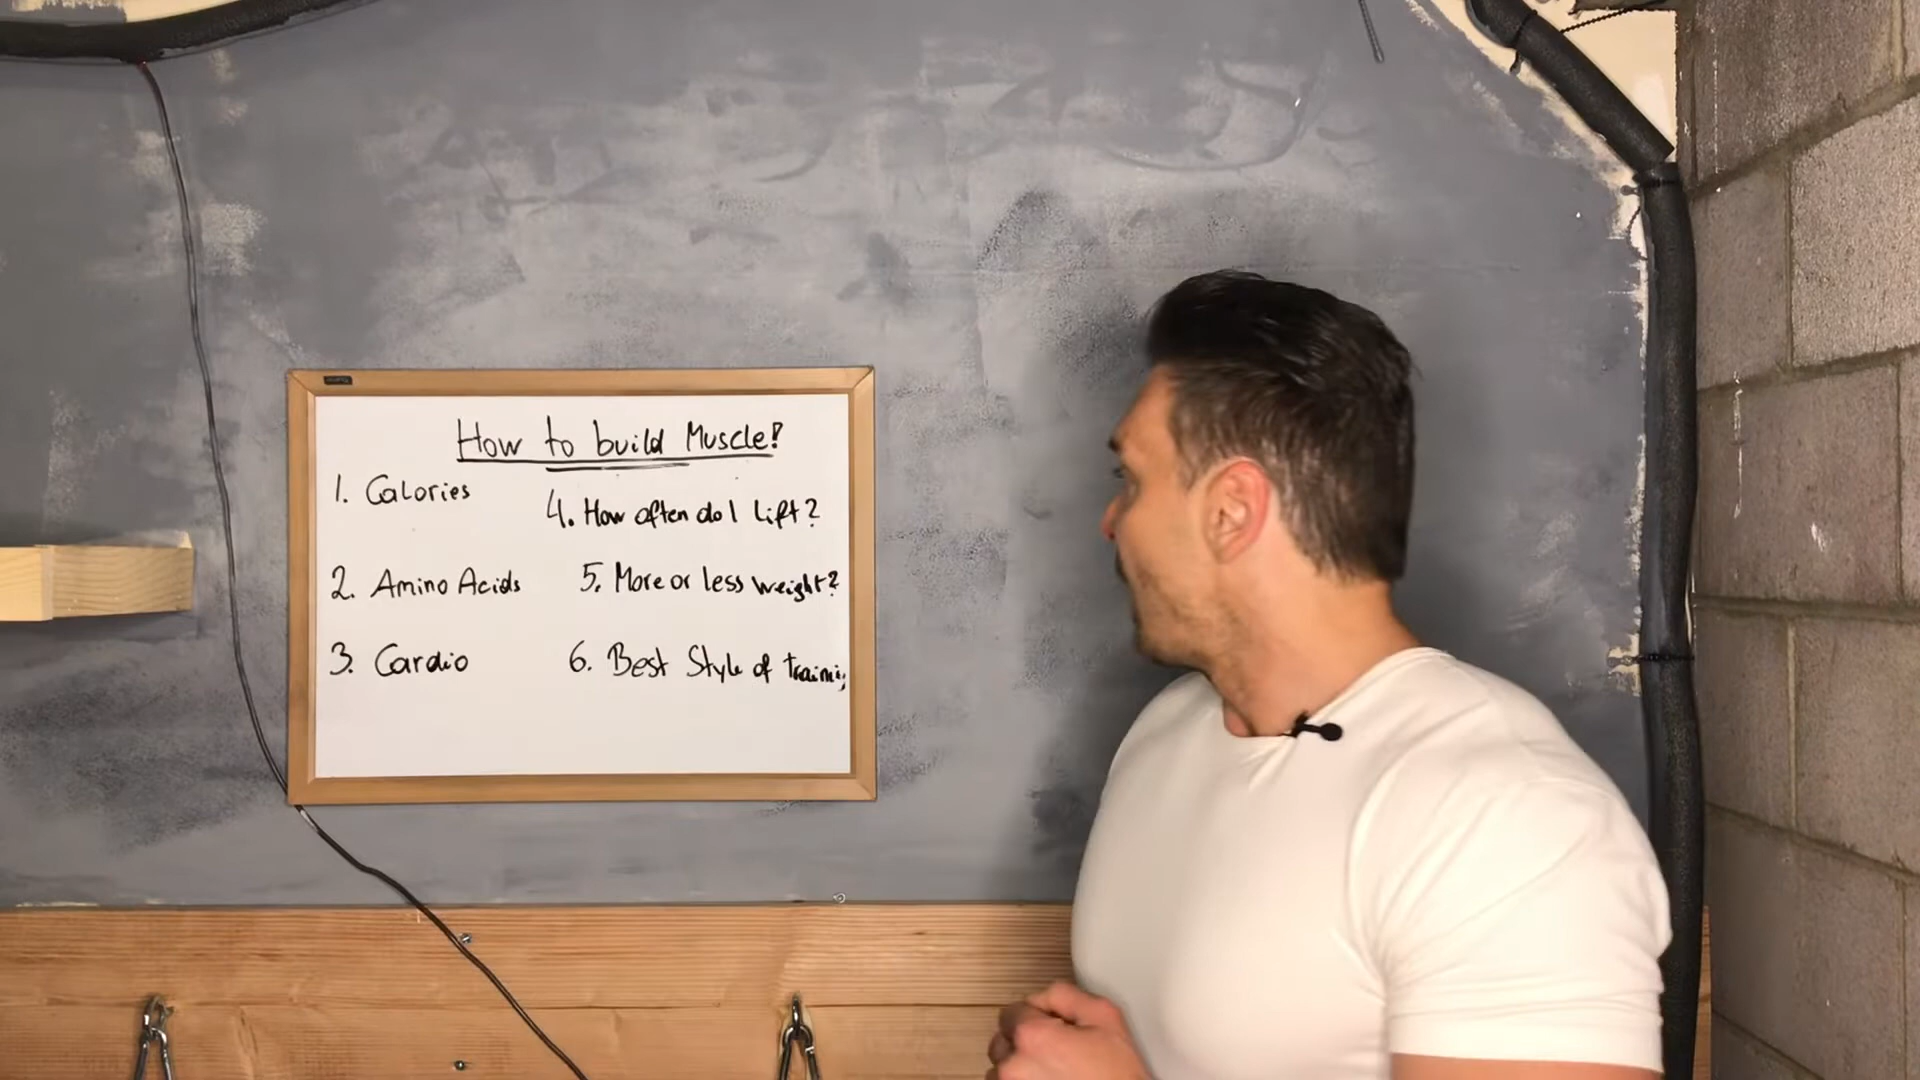 How to build Muscle?
1. Calories
2. Amino Acids
3. Cardio
4. How often do I lift?
5. More or less weight?
6. Best Style of training